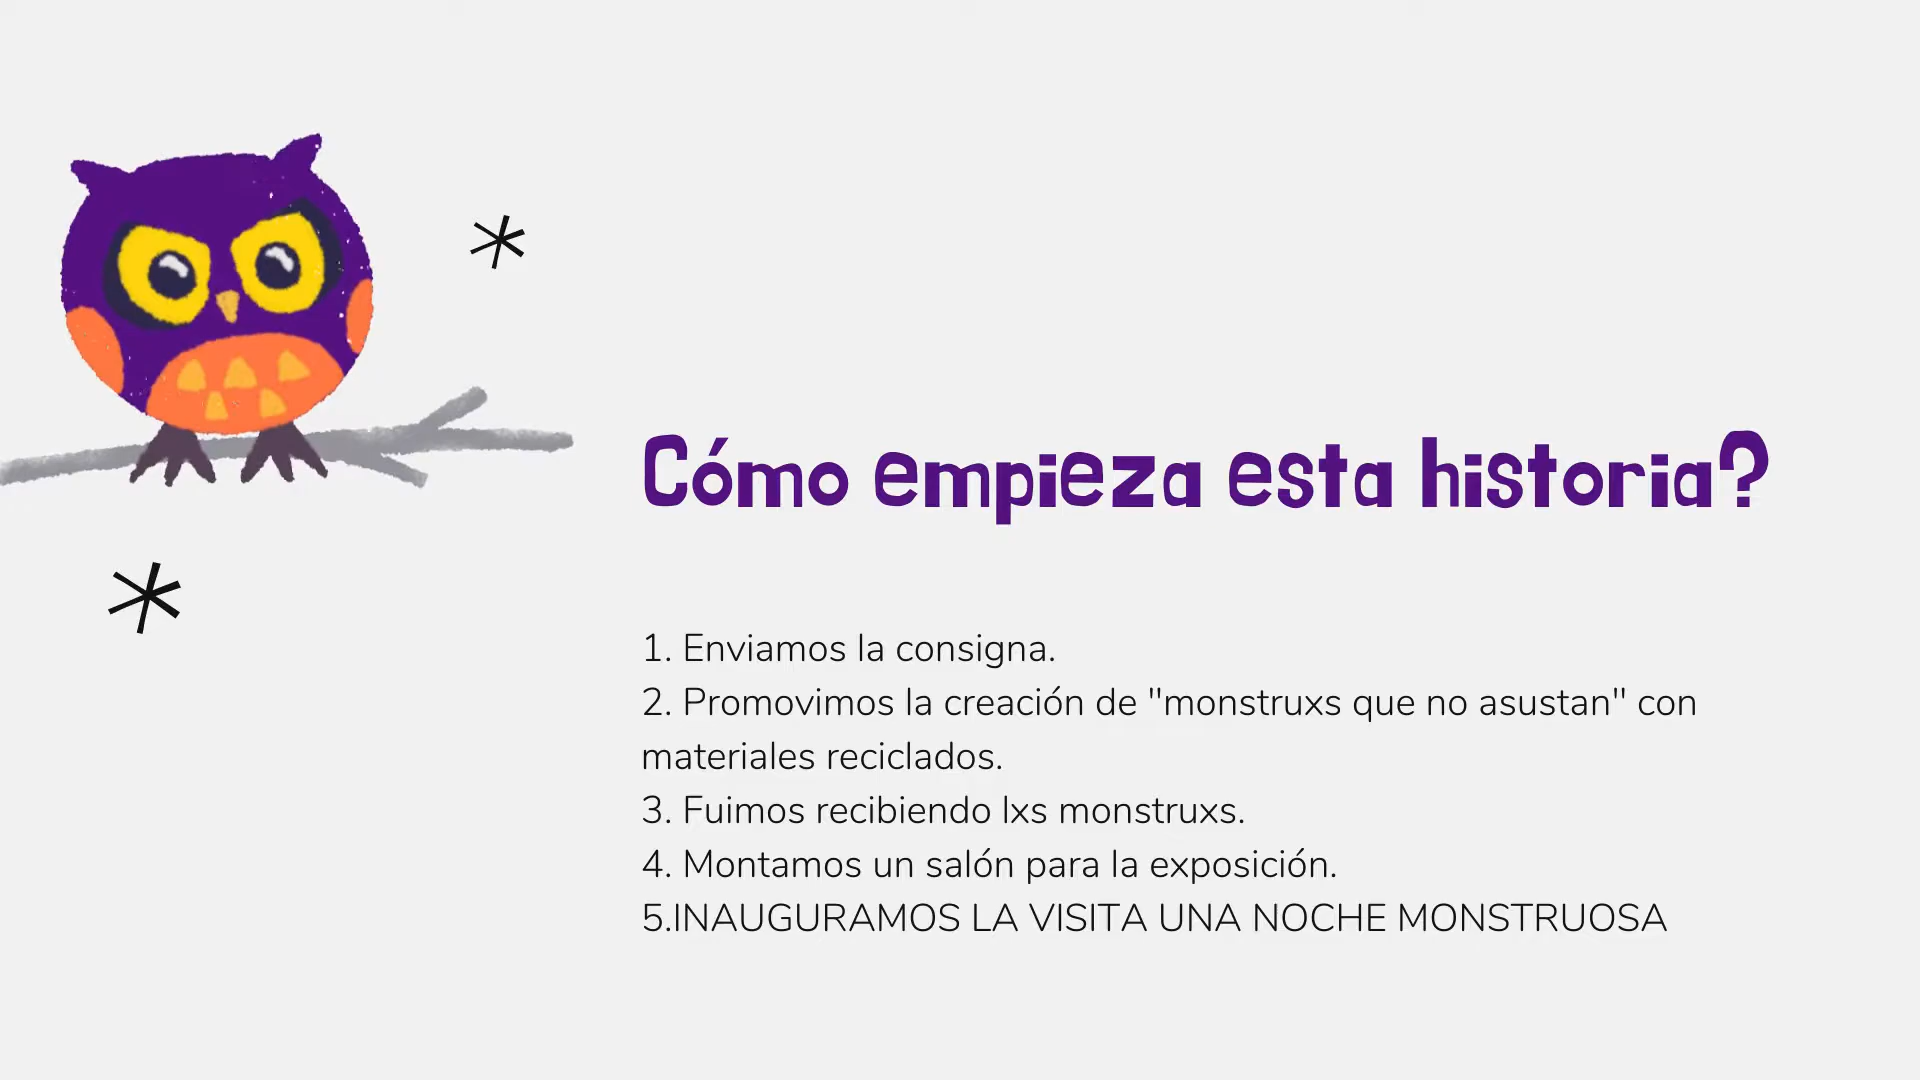 Cómo empieza esta historia?
1. Enviamos la consigna.
2. Promovimos la creación de "monstruxs que no asustan" con
materiales reciclados.
3. Fuimos recibiendo lxs monstruxs.
4. Montamos un salón para la exposición.
5.INAUGURAMOS LA VISITA UNA NOCHE MONSTRUOSA